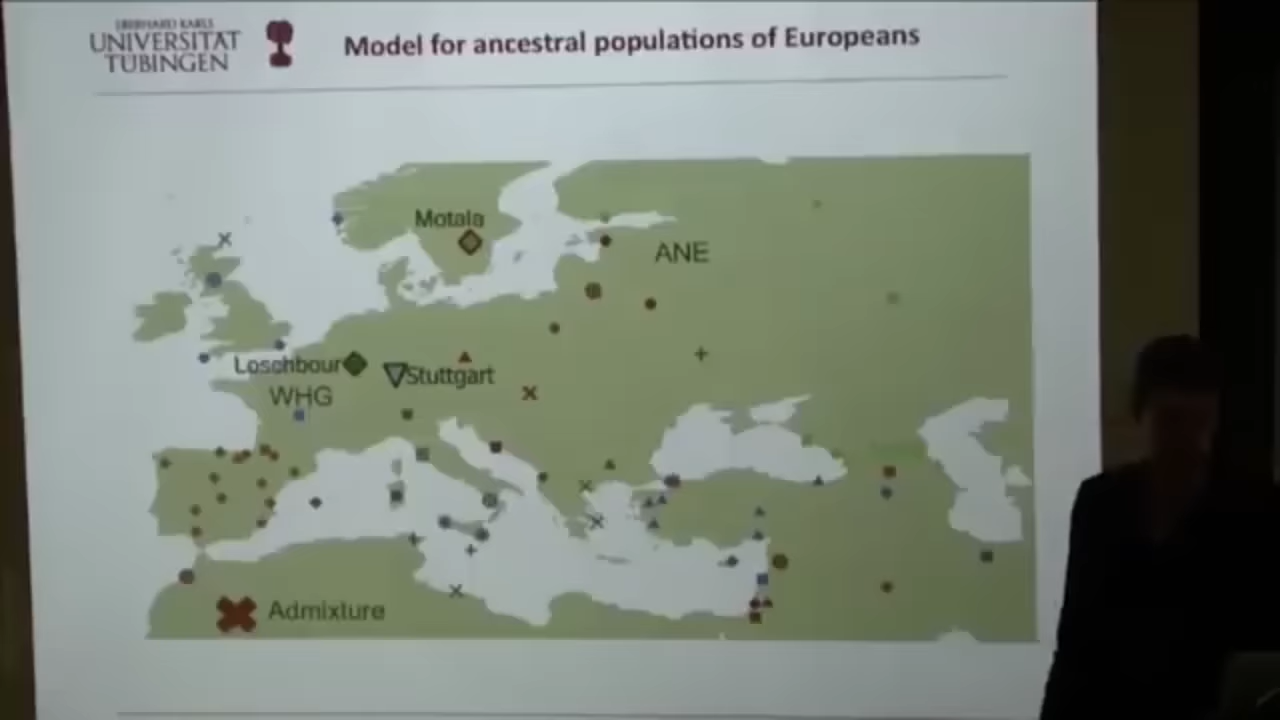 EBERHARD KARLS
UNIVERSITÄT
TÜBINGEN
Model for ancestral populations of Europeans
Motala
ANE
Loschbour
Stuttgart
WHG
Admixture